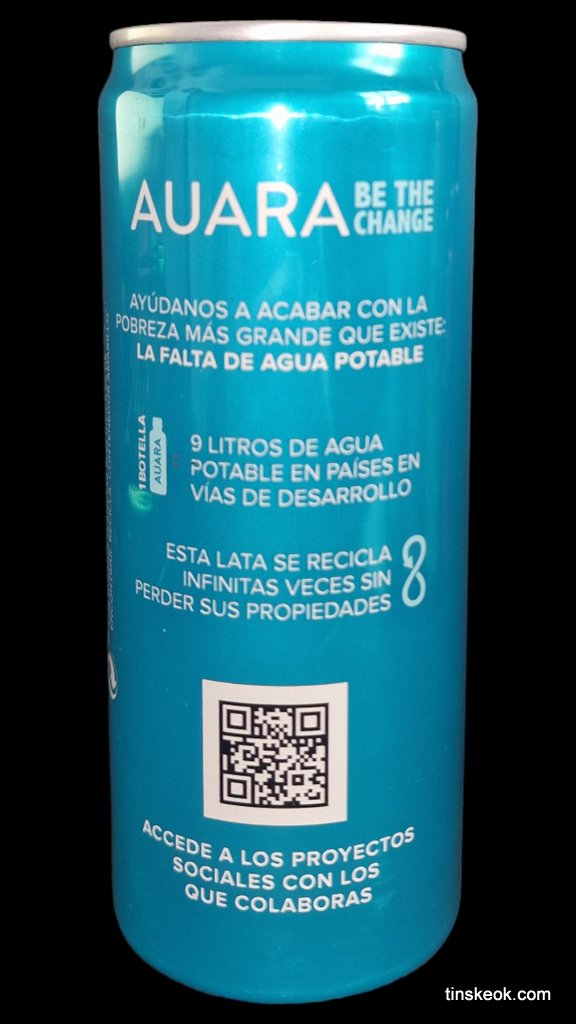 AUARA BE THE CHANGE
AYÚDANOS A ACABAR CON LA
POBREZA MÁS GRANDE QUE EXISTE:
LA FALTA DE AGUA POTABLE
1 BOTELLA
AUARA
9 LITROS DE AGUA
POTABLE EN PAÍSES EN
VÍAS DE DESARROLLO
ESTA LATA SE RECICLA
INFINITAS VECES SIN
PERDER SUS PROPIEDADES
ACCEDE A LOS PROYECTOS
SOCIALES CON LOS
QUE COLABORAS
tinskeok.com